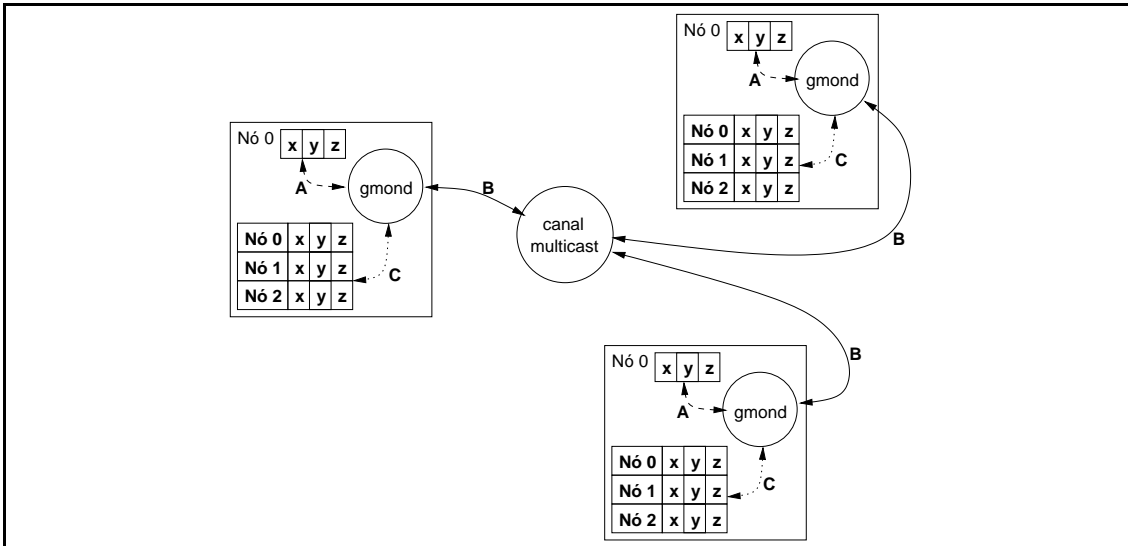 Nó 0
x y z
A
gmond
Nó 0 x y z
Nó 1 x y z
Nó 2 x y z
C
B
canal
multicast
Nó 0
x y z
A
gmond
Nó 0 x y z
Nó 1 x y z
Nó 2 x y z
C
B
Nó 0
x y z
A
gmond
Nó 0 x y z
Nó 1 x y z
Nó 2 x y z
C
B